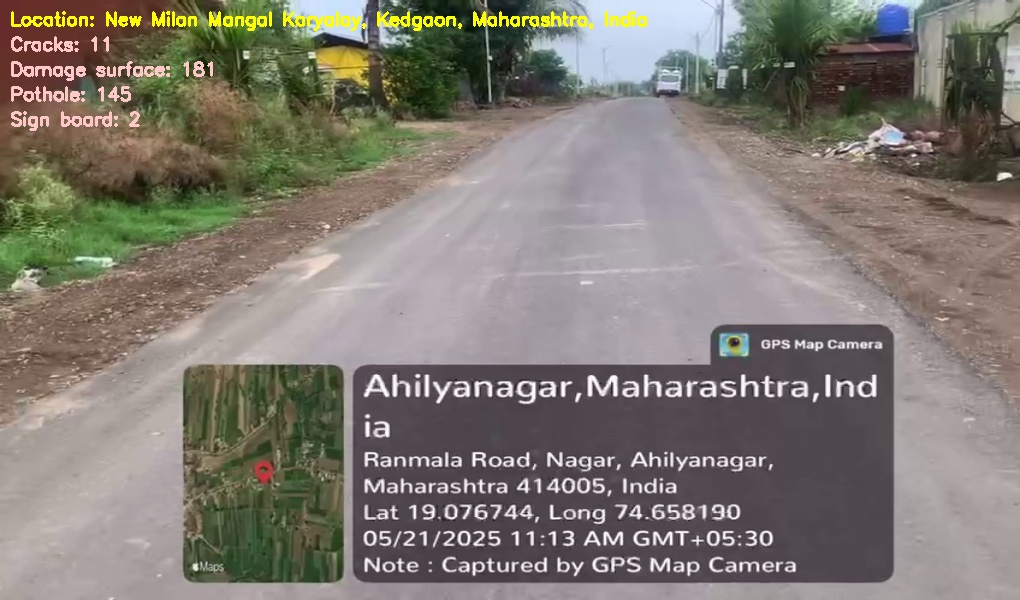 Location: New Milan Mangal Karyalay, Kedgaon, Maharashtra, India
Cracks: 11
Damage surface: 181
Pothole: 145
Sign board: 2
GPS Map Camera
Ahilyanagar,Maharashtra,Ind
ia
Ranmala Road, Nagar, Ahilyanagar,
Maharashtra 414005, India
Lat 19.076744, Long 74.658190
05/21/2025 11:13 AM GMT+05:30
Note : Captured by GPS Map Camera
Maps